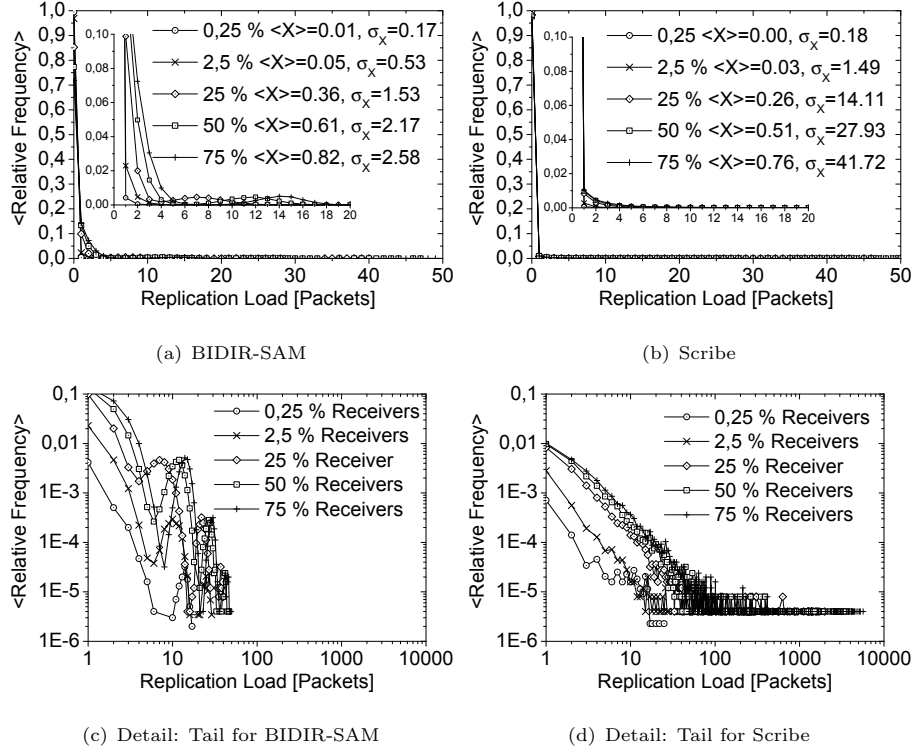 <Relative Frequency>
1,0
0,9
0,8
0,7
0,6
0,5
0,4
0,3
0,2
0,1
0,0
0,25 % <X>=0.01, σX=0.17
2,5 % <X>=0.05, σX=0.53
25 % <X>=0.36, σX=1.53
50 % <X>=0.61, σX=2.17
75 % <X>=0.82, σX=2.58
0,10
0,08
0,06
0,04
0,02
0,00
0 2 4 6 8 10 12 14 16 18 20
0 10 20 30 40 50
Replication Load [Packets]
(a) BIDIR-SAM
<Relative Frequency>
1,0
0,9
0,8
0,7
0,6
0,5
0,4
0,3
0,2
0,1
0,0
0,25 <X>=0.00, σX=0.18
2,5 % <X>=0.03, σX=1.49
25 % <X>=0.26, σX=14.11
50 % <X>=0.51, σX=27.93
75 % <X>=0.76, σX=41.72
0,10
0,08
0,06
0,04
0,02
0,00
0 2 4 6 8 10 12 14 16 18 20
0 10 20 30 40 50
Replication Load [Packets]
(b) Scribe
<Relative Frequency>
0,1
0,01
1E-3
1E-4
1E-5
1E-6
0,25 % Receivers
2,5 % Receivers
25 % Receiver
50 % Receivers
75 % Receivers
1 10 100 1000 10000
Replication Load [Packets]
(c) Detail: Tail for BIDIR-SAM
<Relative Frequency>
0,1
0,01
1E-3
1E-4
1E-5
1E-6
0,25 % Receivers
2,5 % Receivers
25 % Receiver
50 % Receivers
75 % Receivers
1 10 100 1000 10000
Replication Load [Packets]
(d) Detail: Tail for Scribe